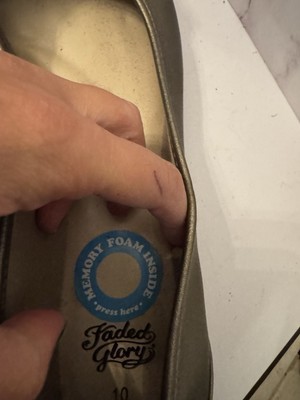 MEMORY FOAM INSIDE
• press here •
Faded
Glory
10